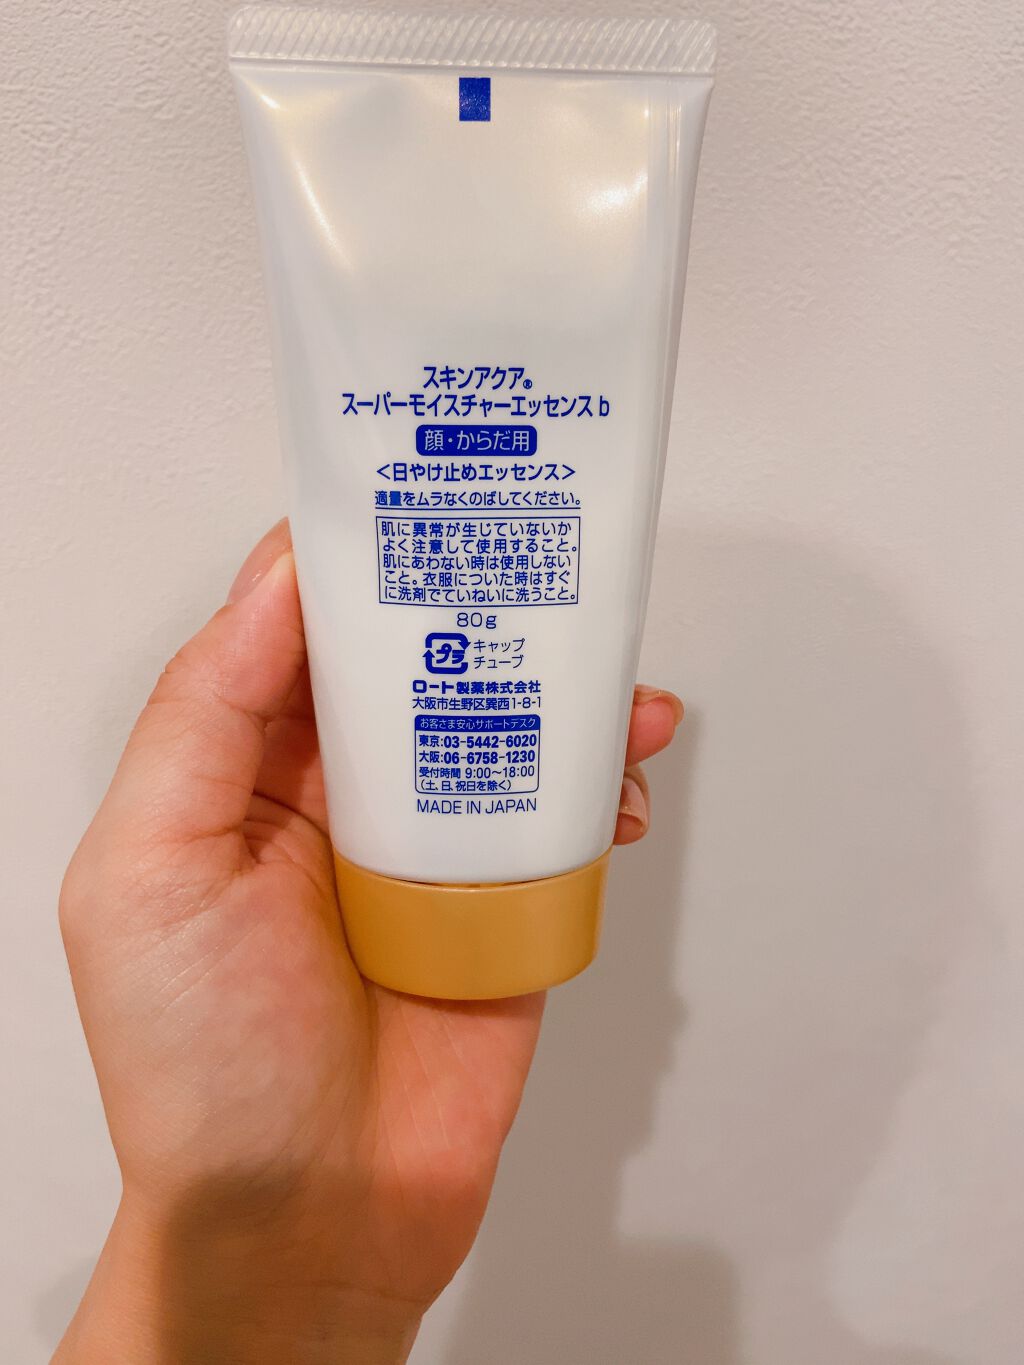 スキンアクア®
スーパーモイスチャーエッセンスb
顔・からだ用
<日やけ止めエッセンス>
適量をムラなくのばしてください。
肌に異常が生じていないか
よく注意して使用すること。
肌にあわない時は使用しない
こと。衣服についた時はすぐ
に洗剤でていねいに洗うこと。
80g
プラ
キャップ
チューブ
ロート製薬株式会社
大阪市生野区巽西1-8-1
お客さま安心サポートデスク
東京:03-5442-6020
大阪:06-6758-1230
受付時間 9:00〜18:00
(土、日、祝日を除く)
MADE IN JAPAN